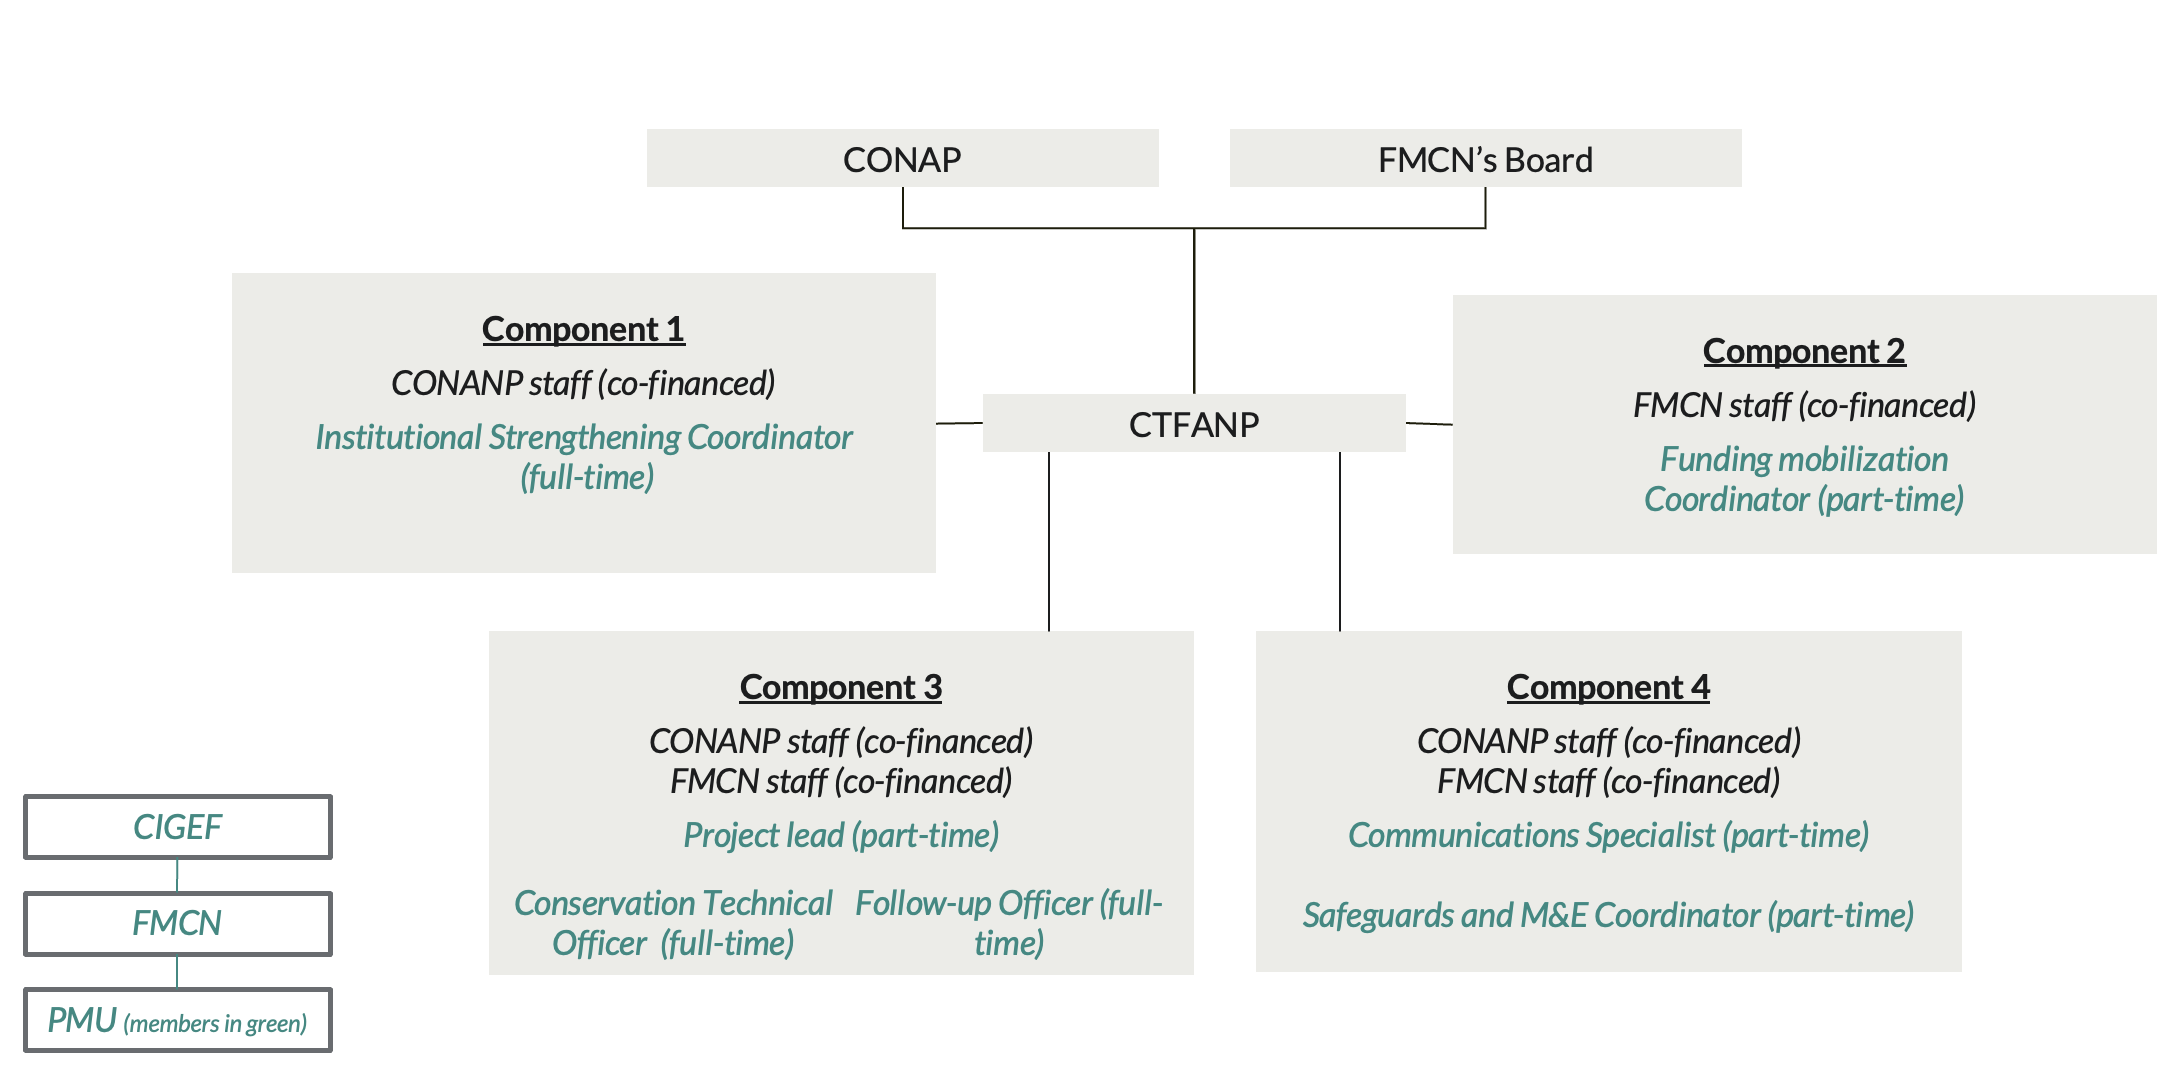 CONAP
FMCN’s Board
Component 1
CONANP staff (co-financed)
Institutional Strengthening Coordinator
(full-time)
Component 2
FMCN staff (co-financed)
Funding mobilization
Coordinator (part-time)
CTFANP
Component 3
CONANP staff (co-financed)
FMCN staff (co-financed)
Project lead (part-time)
Conservation Technical
Officer (full-time)
Follow-up Officer (full-
time)
Component 4
CONANP staff (co-financed)
FMCN staff (co-financed)
Communications Specialist (part-time)
Safeguards and M&E Coordinator (part-time)
CIGEF
FMCN
PMU (members in green)